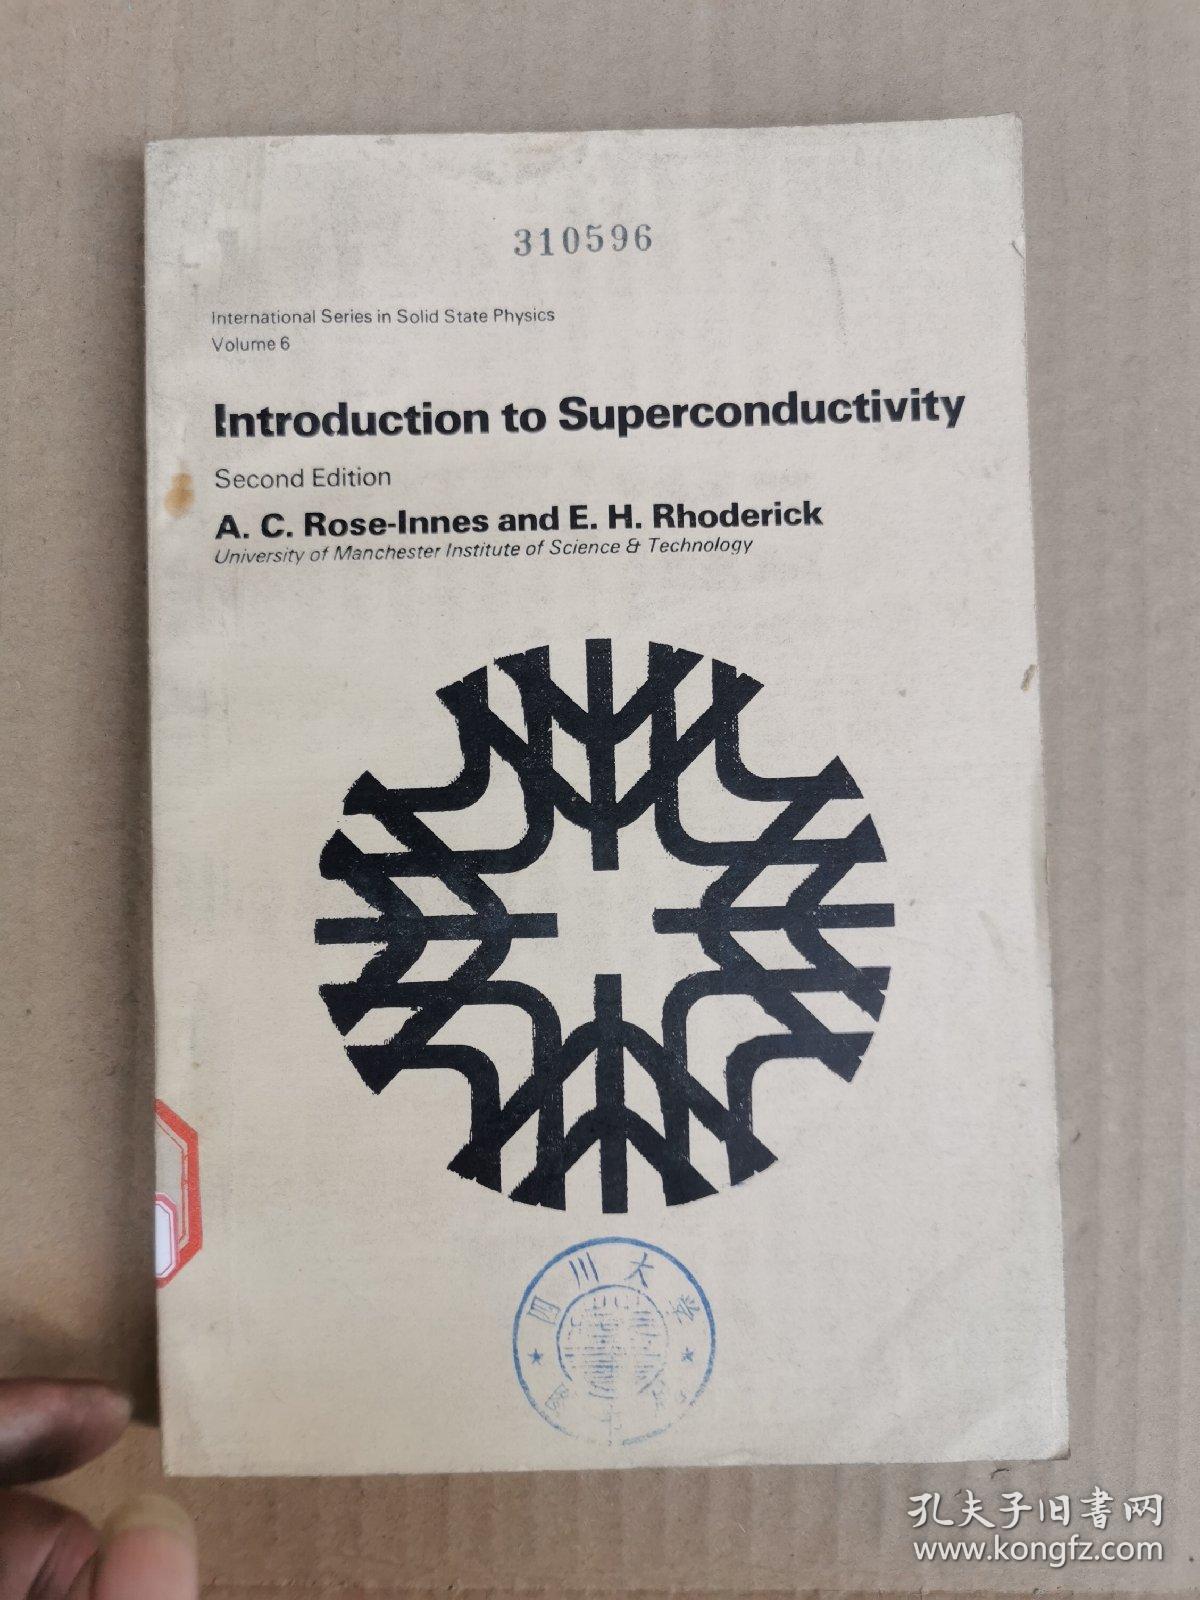 310596
International Series in Solid State Physics
Volume 6
Introduction to Superconductivity
Second Edition
A. C. Rose-Innes and E. H. Rhoderick
University of Manchester Institute of Science & Technology
四川大学
孔夫子旧书网
www.kongfz.com